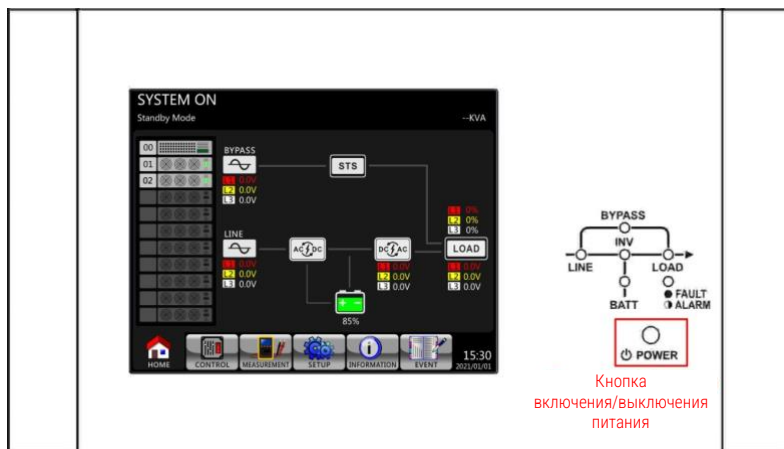 SYSTEM ON
Standby Mode
--KVA
00
01
02
BYPASS
L1 0.0V
L2 0.0V
L3 0.0V
STS
L1 0%
L2 0%
L3 0%
LINE
L1 0.0V
L2 0.0V
L3 0.0V
AC DC
DC AC
L1 0.0V
L2 0.0V
L3 0.0V
LOAD
L1 0.0V
L2 0.0V
L3 0.0V
85%
HOME
CONTROL
MEASUREMENT
SETUP
INFORMATION
EVENT
15:30
2021/01/01
BYPASS
INV
LINE
LOAD
BATT
FAULT
ALARM
POWER
Кнопка
включения/выключения
питания